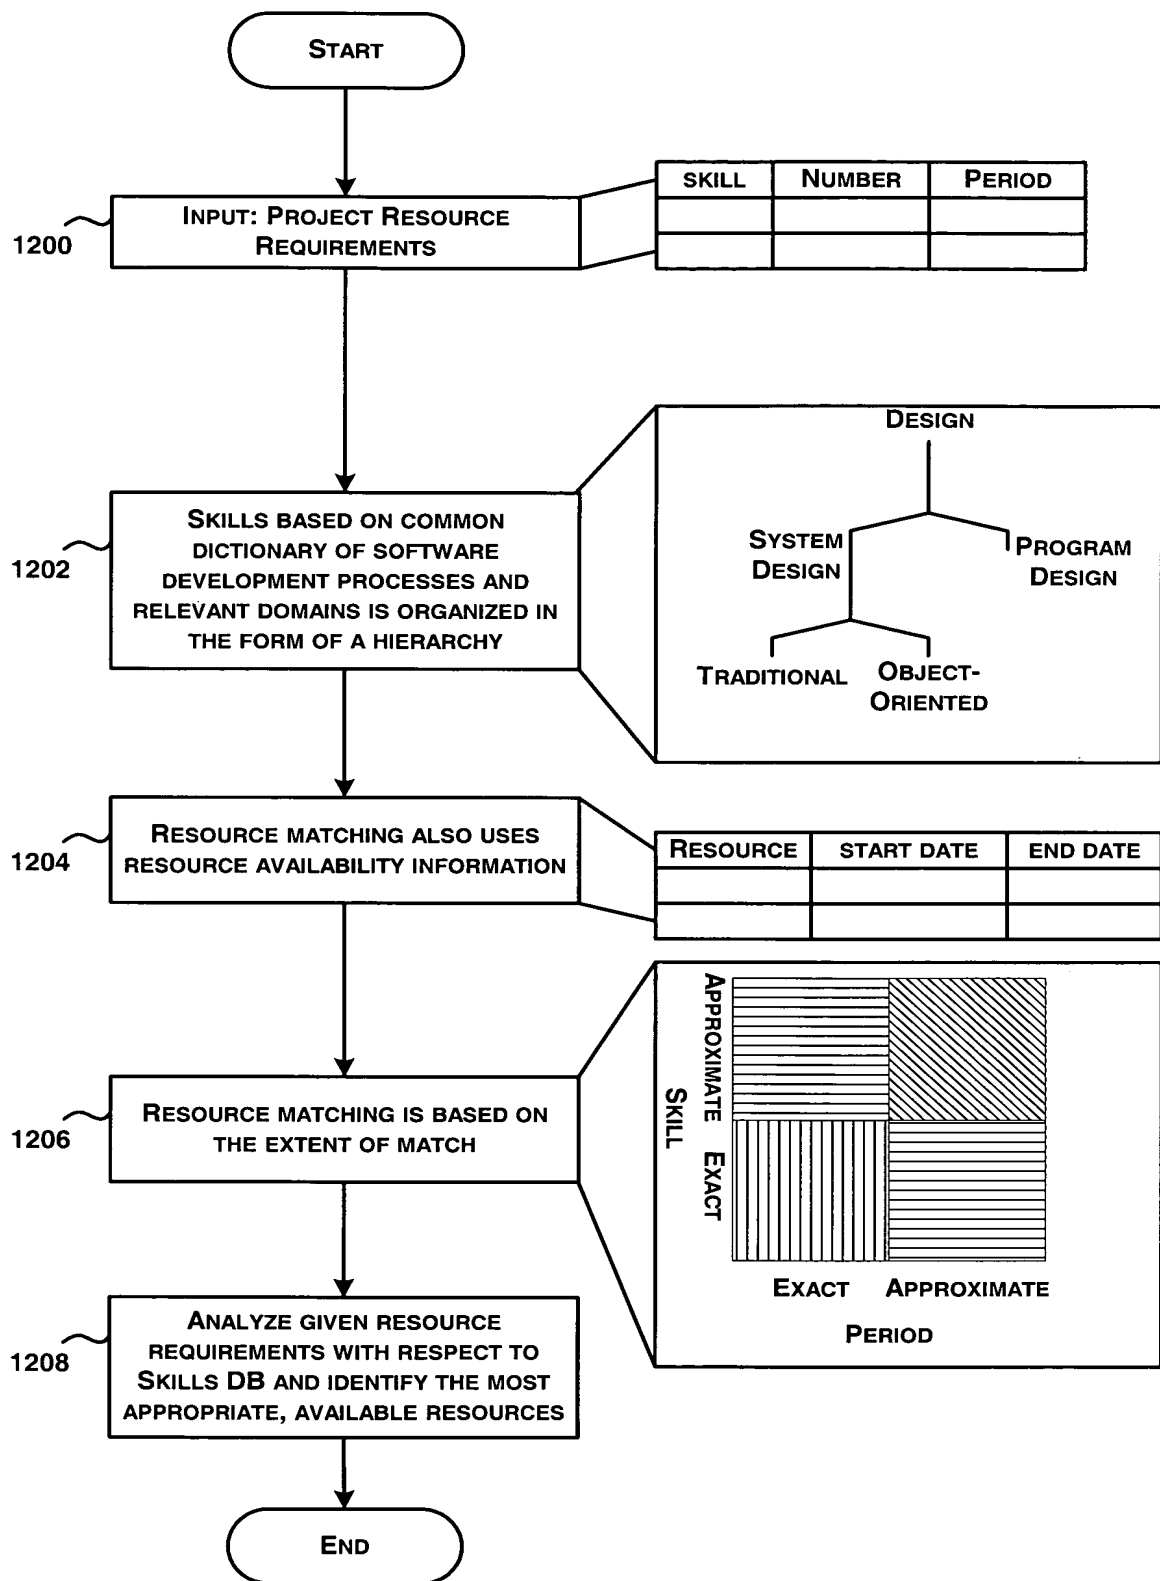 START
INPUT: PROJECT RESOURCE
REQUIREMENTS
1200
SKILL NUMBER PERIOD
SKILLS BASED ON COMMON
DICTIONARY OF SOFTWARE
DEVELOPMENT PROCESSES AND
RELEVANT DOMAINS IS ORGANIZED IN
THE FORM OF A HIERARCHY
1202
DESIGN
SYSTEM
DESIGN
PROGRAM
DESIGN
TRADITIONAL
OBJECT-
ORIENTED
RESOURCE MATCHING ALSO USES
RESOURCE AVAILABILITY INFORMATION
1204
RESOURCE START DATE END DATE
RESOURCE MATCHING IS BASED ON
THE EXTENT OF MATCH
1206
APPROXIMATE EXACT
SKILL
EXACT APPROXIMATE
PERIOD
ANALYZE GIVEN RESOURCE
REQUIREMENTS WITH RESPECT TO
SKILLS DB AND IDENTIFY THE MOST
APPROPRIATE, AVAILABLE RESOURCES
1208
END